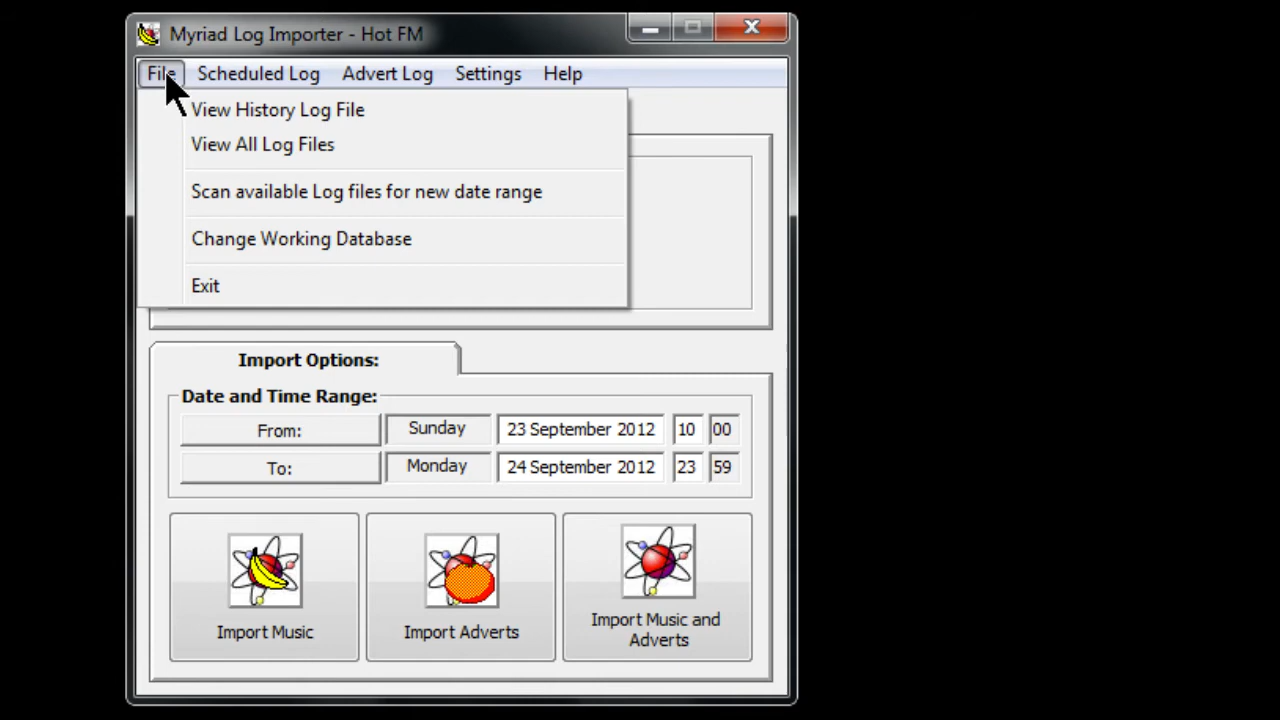 Myriad Log Importer - Hot FM
File Scheduled Log Advert Log Settings Help
View History Log File
View All Log Files
Scan available Log files for new date range
Change Working Database
Exit
Import Options:
Date and Time Range:
From: Sunday 23 September 2012 10 00
To: Monday 24 September 2012 23 59
Import Music
Import Adverts
Import Music and
Adverts